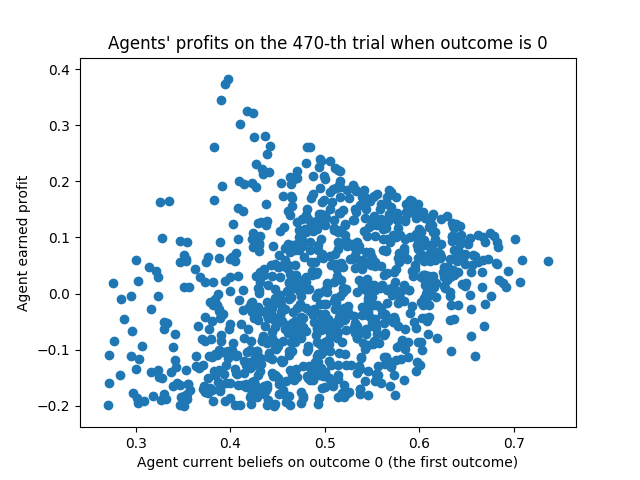 Agents' profits on the 470-th trial when outcome is 0
0.4
0.3
0.2
0.1
0.0
−0.1
−0.2
Agent earned profit
0.3 0.4 0.5 0.6 0.7
Agent current beliefs on outcome 0 (the first outcome)